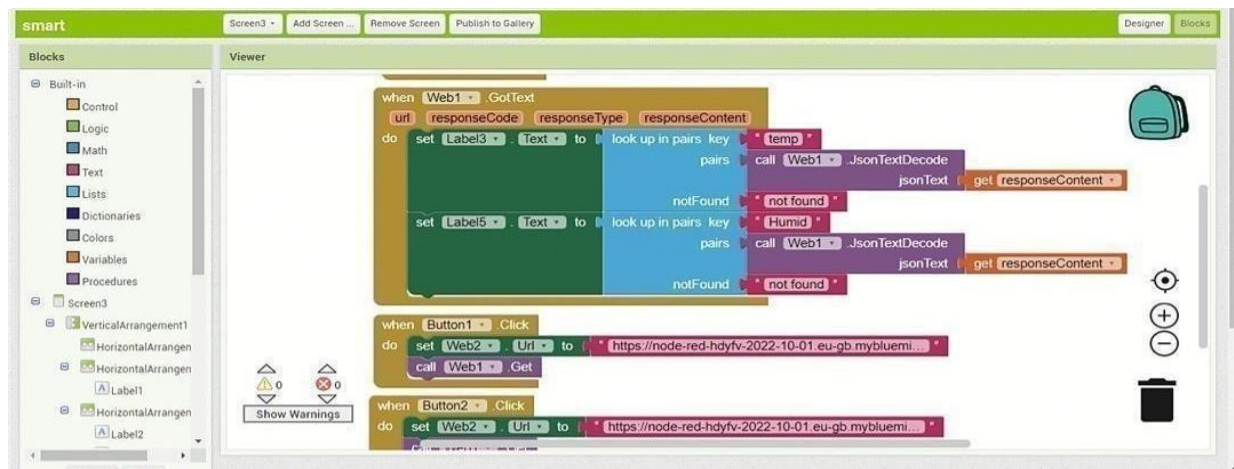 smart Screen3 Add Screen ... Remove Screen Publish to Gallery Designer Blocks
Blocks Viewer
Built-in
Control
Logic
Math
Text
Lists
Dictionaries
Colors
Variables
Procedures
Screen3
VerticalArrangement1
HorizontalArrangen
HorizontalArrangen
Label1
HorizontalArrangen
Label2
when Web1 .GotText
url responseCode responseType responseContent
do set Label3 . Text to look up in pairs key " temp "
pairs call Web1 .JsonTextDecode
jsonText get responseContent
notFound " not found "
set Label5 . Text to look up in pairs key " Humid "
pairs call Web1 .JsonTextDecode
jsonText get responseContent
notFound " not found "
when Button1 .Click
do set Web2 . Url to " https://node-red-hdyfv-2022-10-01.eu-gb.mybluemi... "
call Web1 .Get
when Button2 .Click
do set Web2 . Url to " https://node-red-hdyfv-2022-10-01.eu-gb.mybluemi... "
0 0
Show Warnings